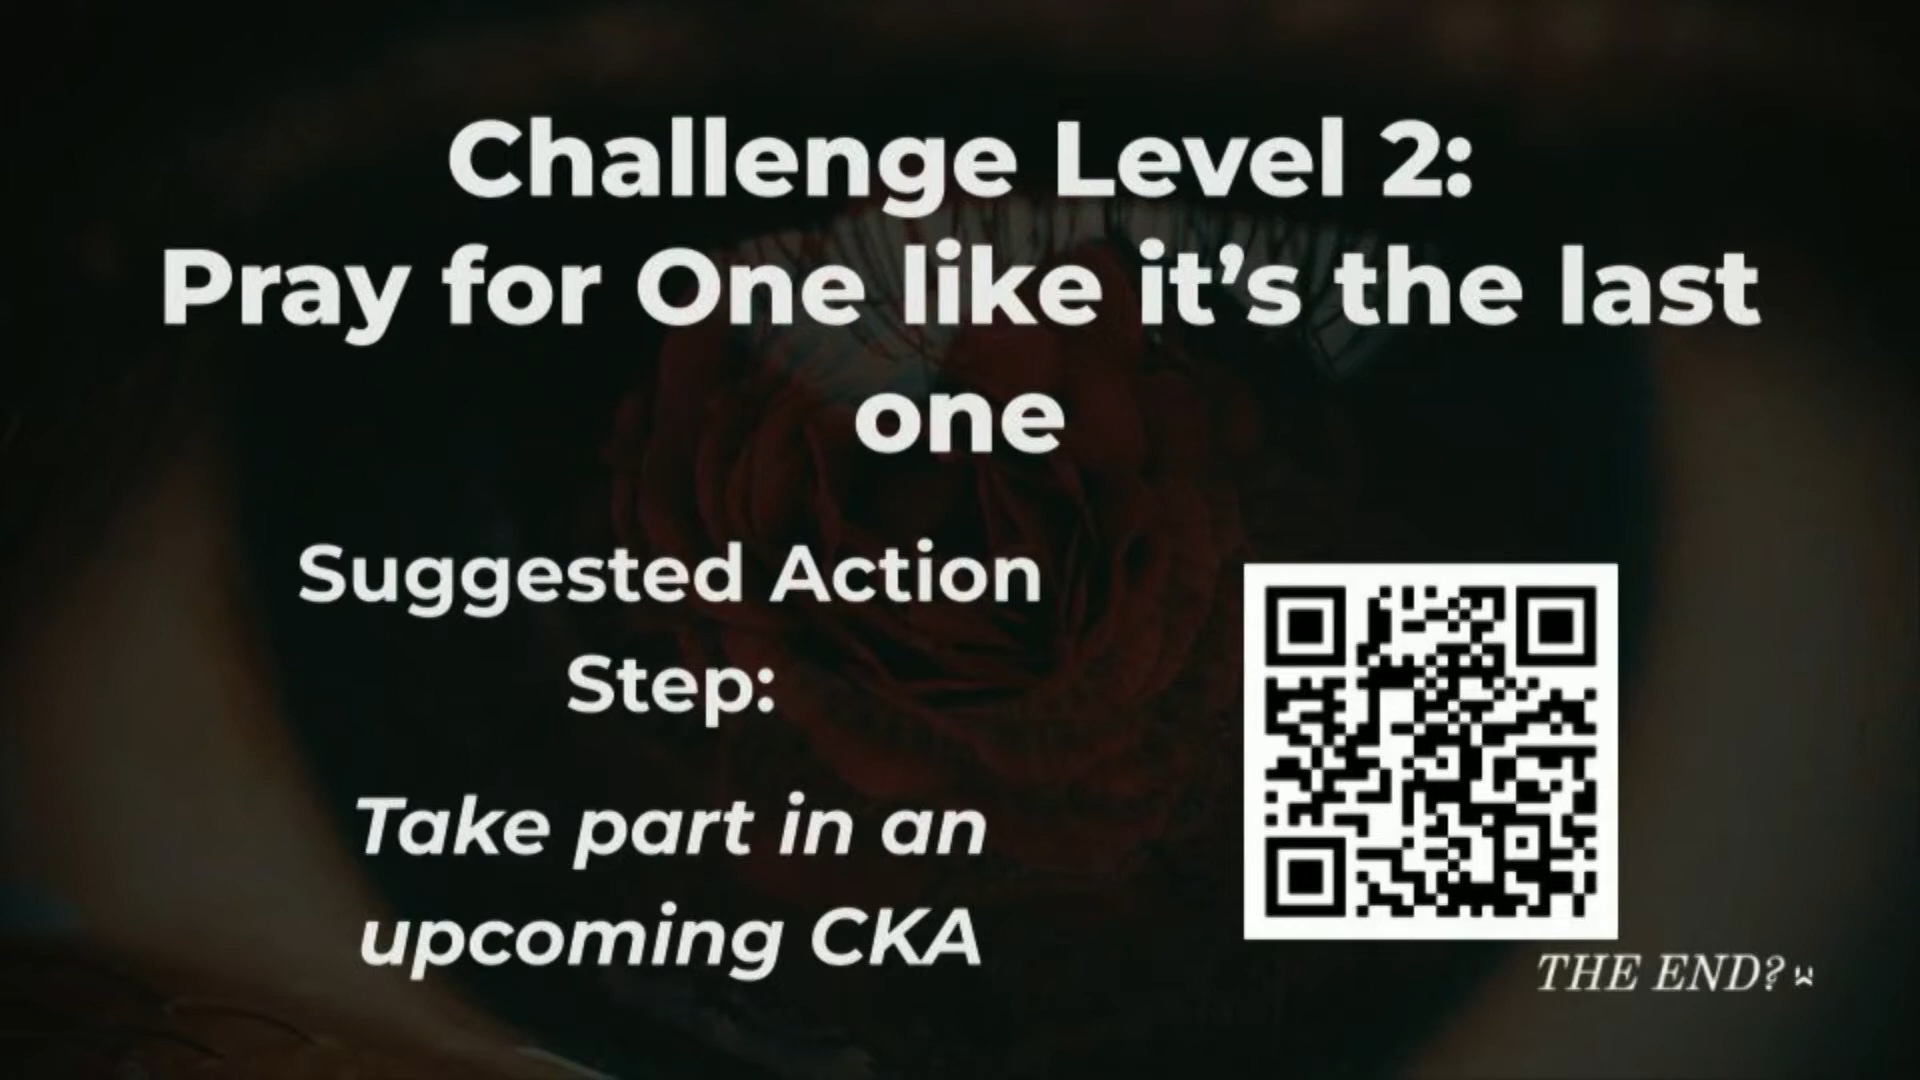 Challenge Level 2:
Pray for One like it’s the last
one
Suggested Action
Step:
Take part in an
upcoming CKA
THE END?